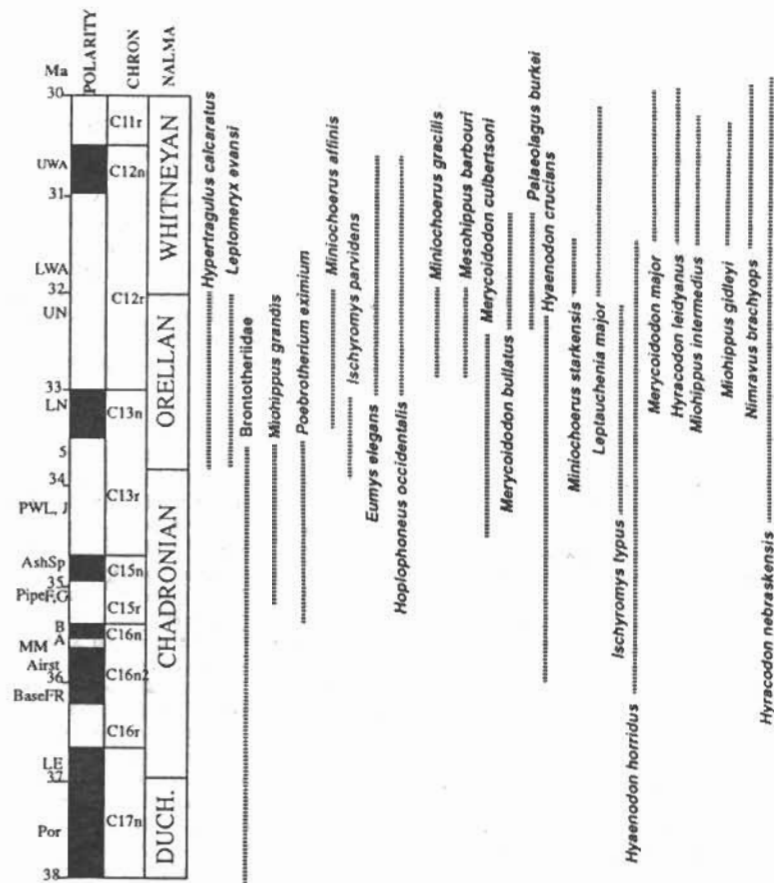 Ma
POLARITY
CHRON
NALMA
30
UWA
31
LWA
32
UN
33
LN
5
34
PWL, J
AshSp
35
PipeF,G
B
A
MM
Airst
36
BaseFR
LE
37
Por
38
C11r
C12n
C12r
C13n
C13r
C15n
C15r
C16n
C16n2
C16r
C17n
WHITNEYAN
ORELLAN
CHADRONIAN
DUCH.
Hypertragulus calcaratus
Leptomeryx evansi
Brontotheriidae
Miohippus grandis
Poebrotherium eximium
Miniochoerus affinis
Ischyromys parvidens
Eumys elegans
Hoplophoneus occidentalis
Miniochoerus gracilis
Mesohippus barbouri
Merycoidodon culbertsoni
Merycoidodon bullatus
Palaeolagus burkei
Hyaenodon crucians
Miniochoerus starkensis
Leptauchenia major
Ischyromys typus
Hyaenodon horridus
Merycoidodon major
Hyracodon leidyanus
Miohippus intermedius
Miohippus gidleyi
Nimravus brachyops
Hyracodon nebraskensis